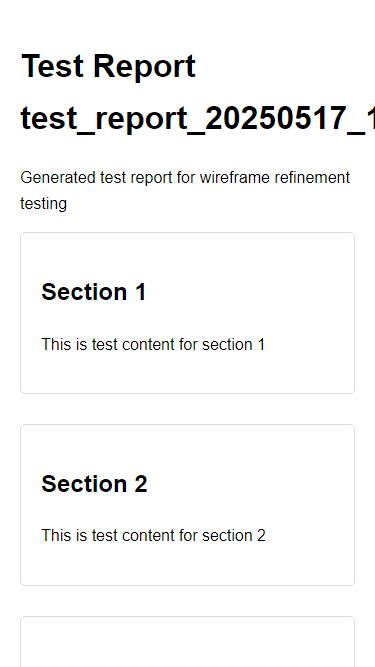 Test Report
test_report_20250517_1
Generated test report for wireframe refinement
testing
Section 1
This is test content for section 1
Section 2
This is test content for section 2